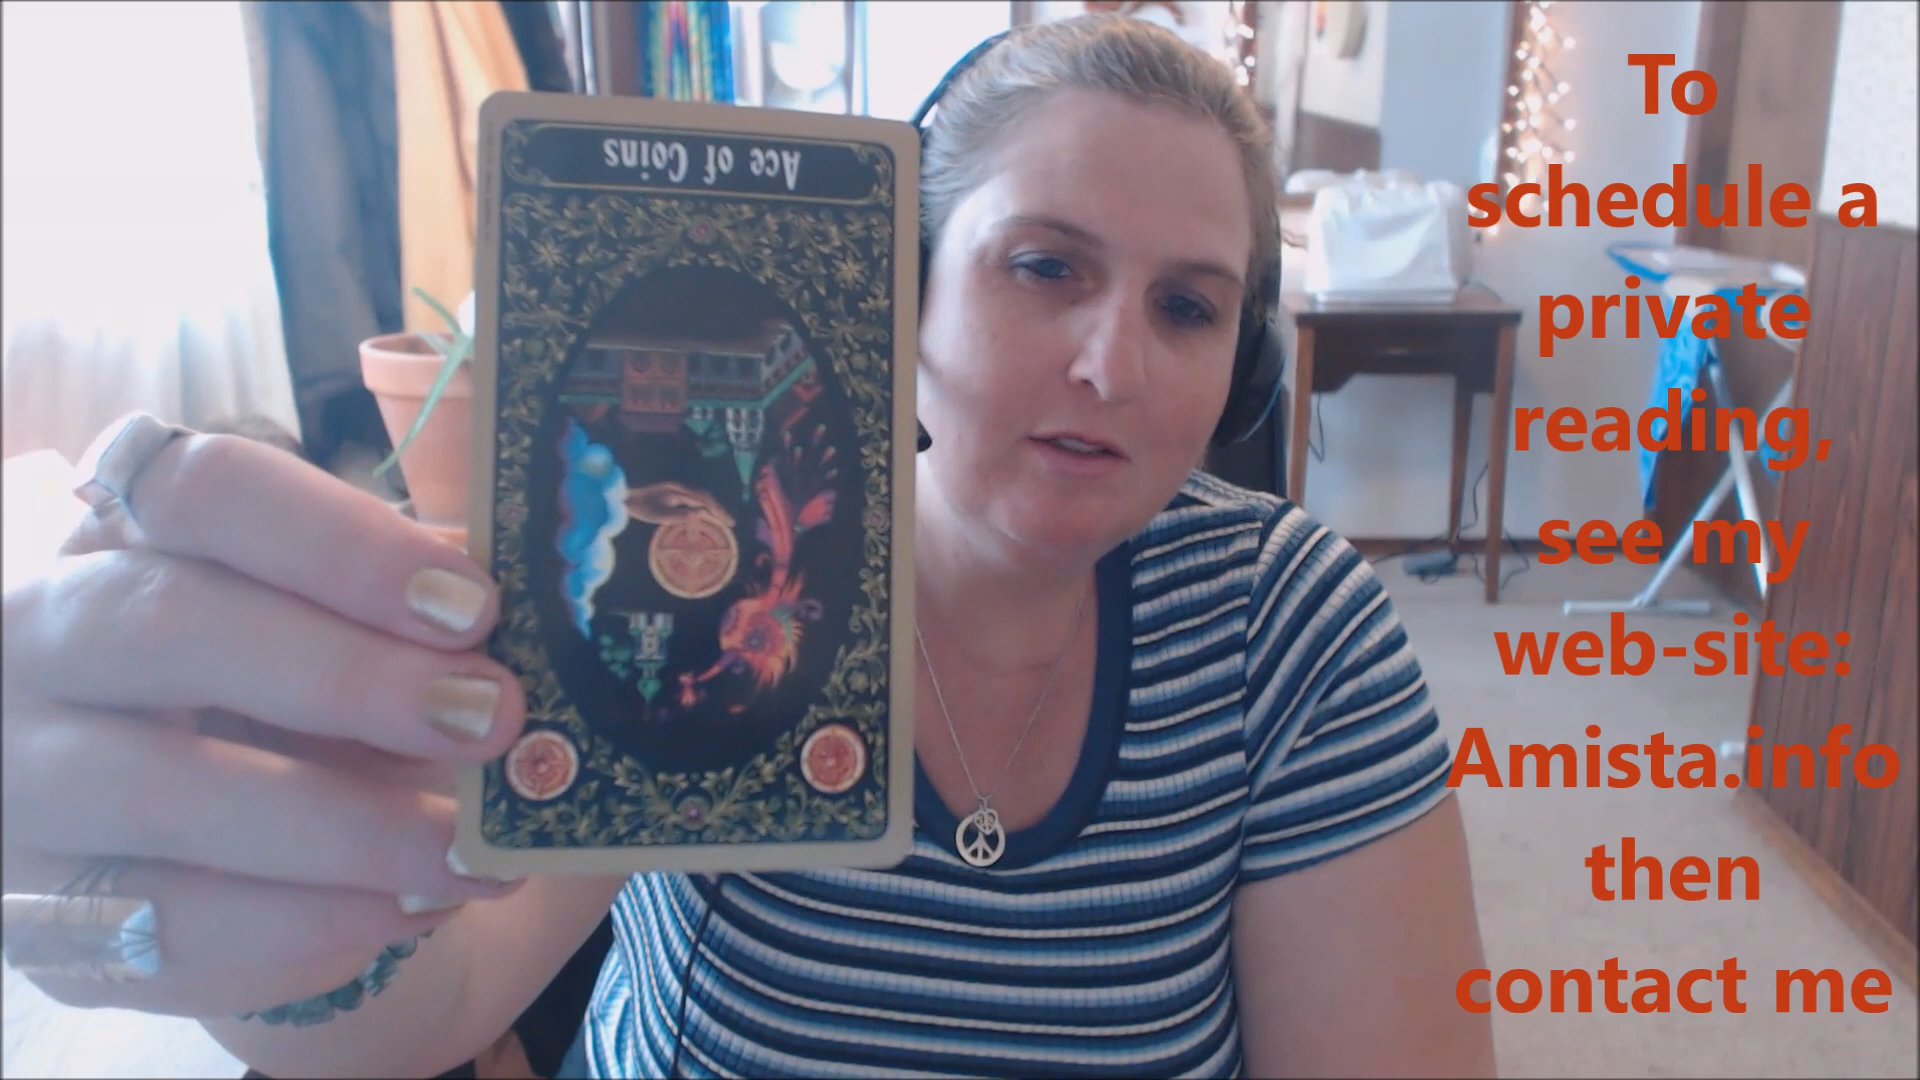 Ace of Coins
To
schedule a
private
reading,
see my
web-site:
Amista.info
then
contact me